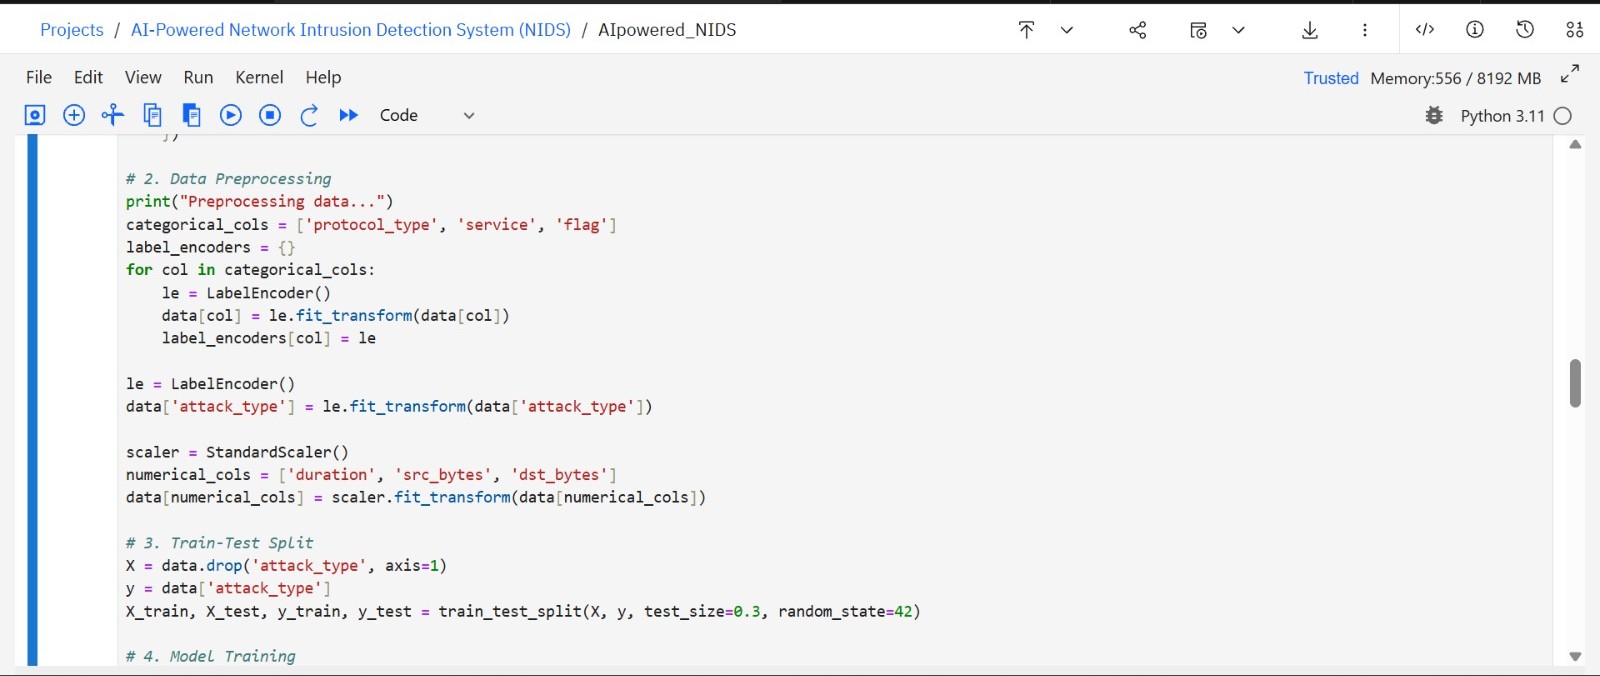 Projects / AI-Powered Network Intrusion Detection System (NIDS) / AIpowered_NIDS
File Edit View Run Kernel Help
Trusted Memory:556 / 8192 MB
Code
Python 3.11
})
# 2. Data Preprocessing
print("Preprocessing data...")
categorical_cols = ['protocol_type', 'service', 'flag']
label_encoders = {}
for col in categorical_cols:
    le = LabelEncoder()
    data[col] = le.fit_transform(data[col])
    label_encoders[col] = le
le = LabelEncoder()
data['attack_type'] = le.fit_transform(data['attack_type'])
scaler = StandardScaler()
numerical_cols = ['duration', 'src_bytes', 'dst_bytes']
data[numerical_cols] = scaler.fit_transform(data[numerical_cols])
# 3. Train-Test Split
X = data.drop('attack_type', axis=1)
y = data['attack_type']
X_train, X_test, y_train, y_test = train_test_split(X, y, test_size=0.3, random_state=42)
# 4. Model Training